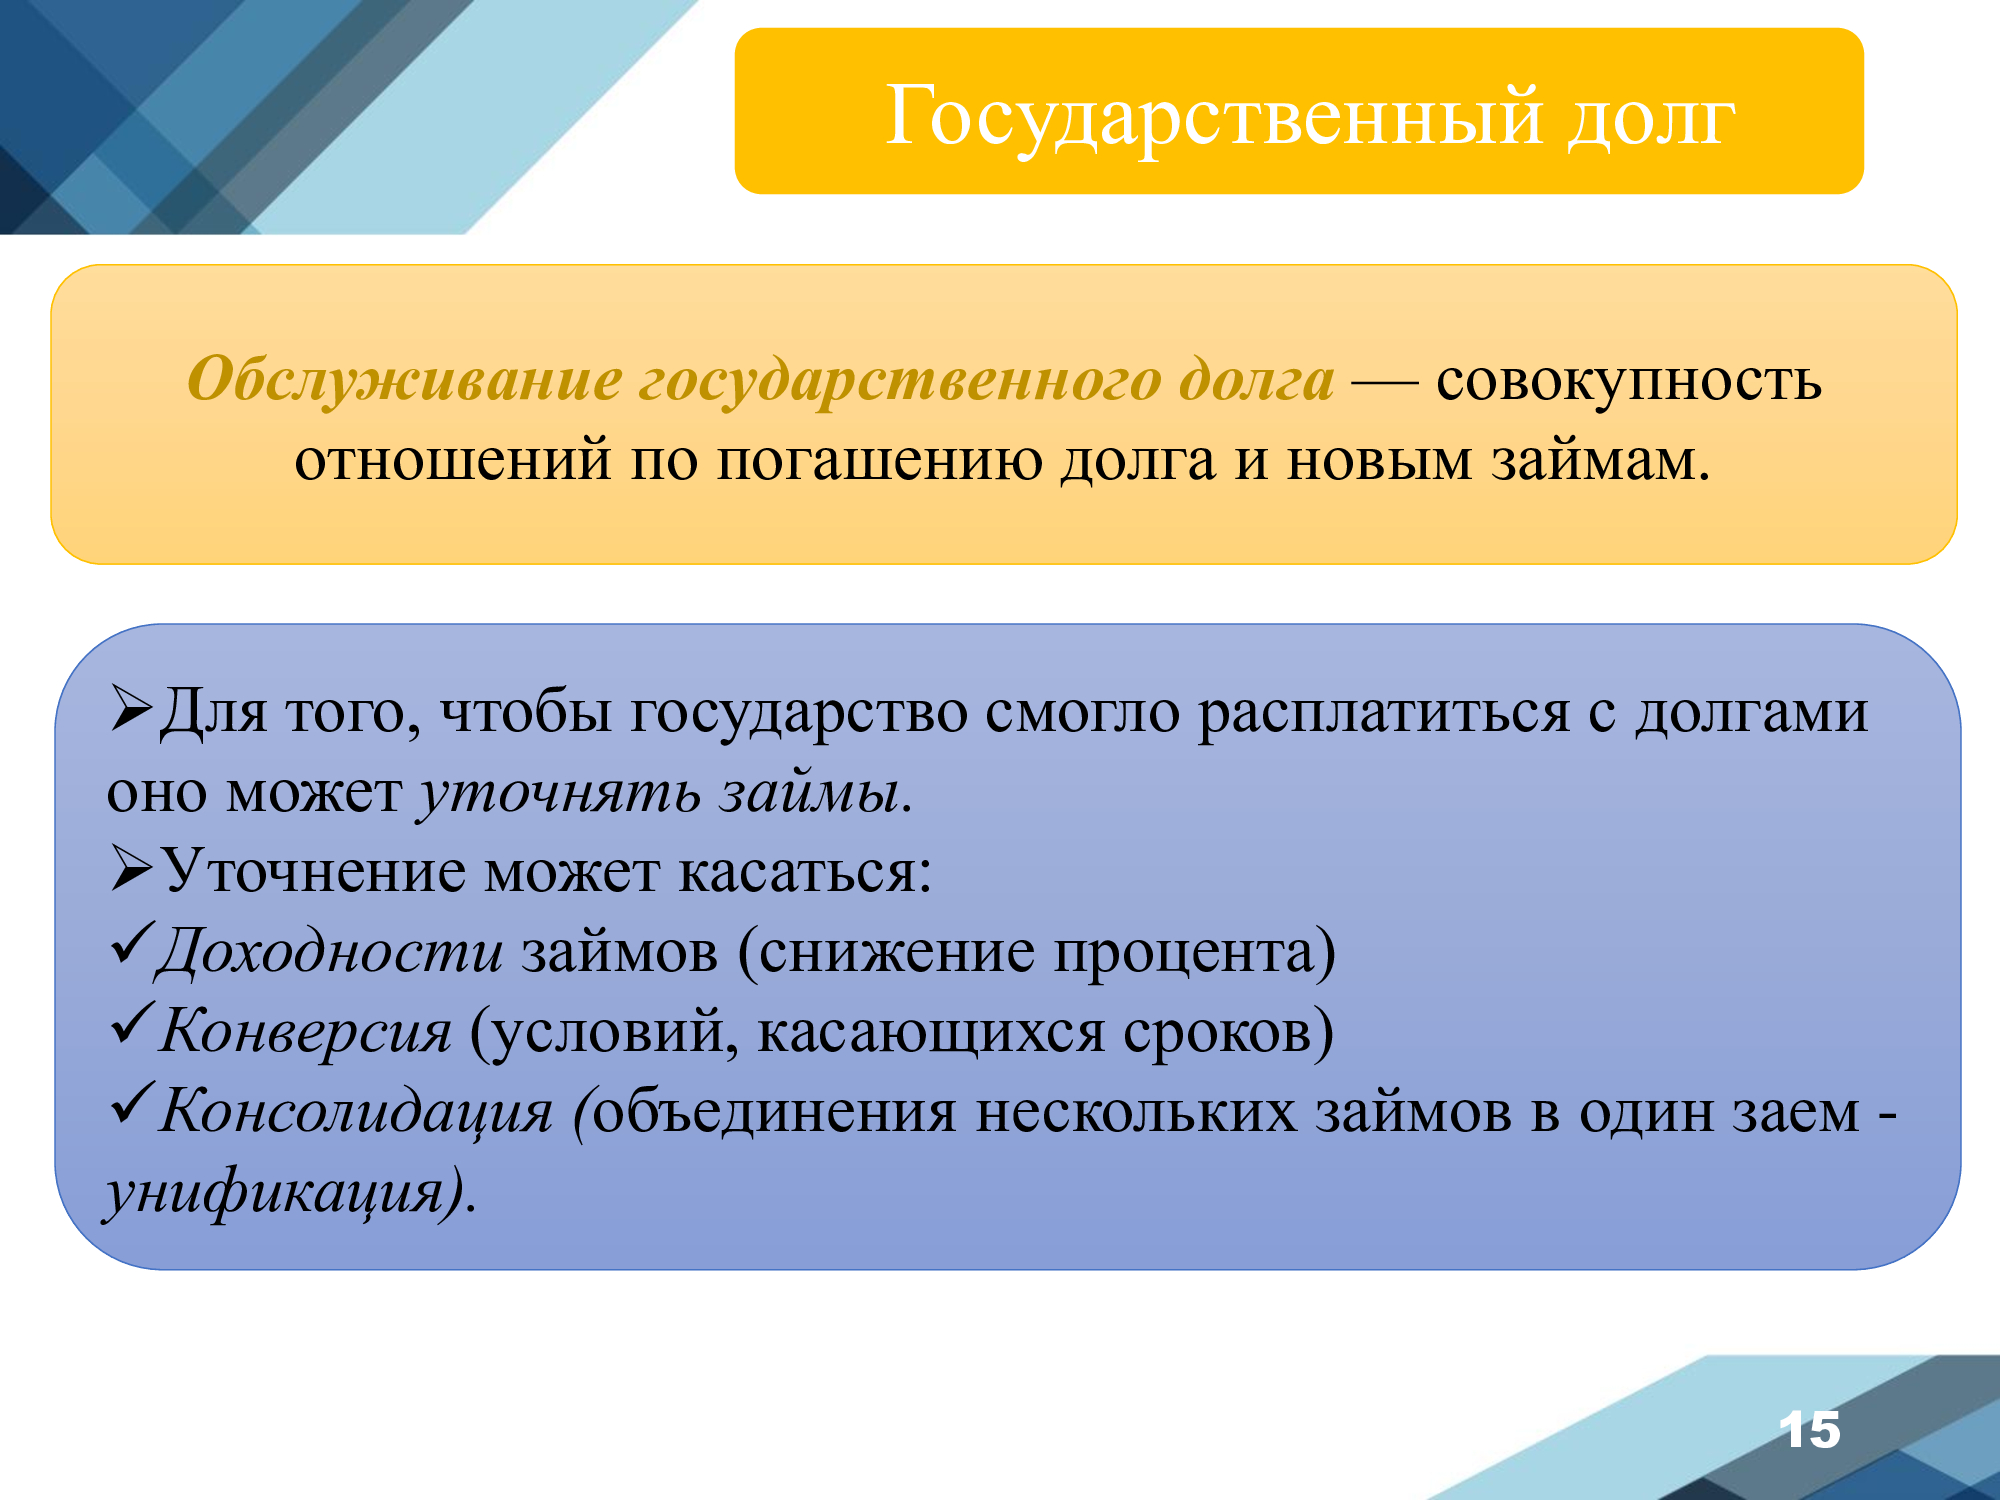 Государственный долг
Обслуживание государственного долга — совокупность
отношений по погашению долга и новым займам.
➢Для того, чтобы государство смогло расплатиться с долгами
оно может уточнять займы.
➢Уточнение может касаться:
✓Доходности займов (снижение процента)
✓Конверсия (условий, касающихся сроков)
✓Консолидация (объединения нескольких займов в один заем -
унификация).
15